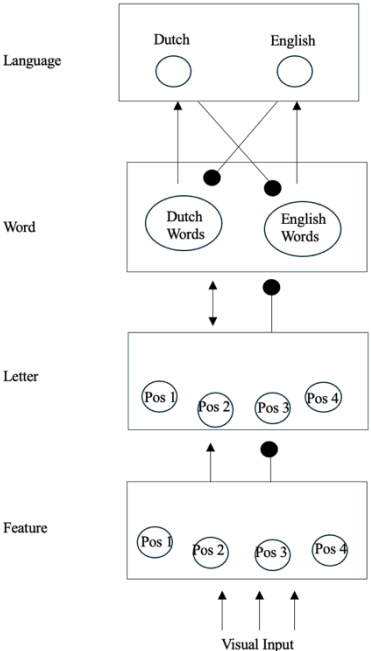 Dutch
English
Language
Word
Dutch
Words
English
Words
Letter
Pos 1
Pos 2
Pos 3
Pos 4
Feature
Pos 1
Pos 2
Pos 3
Pos 4
Visual Input